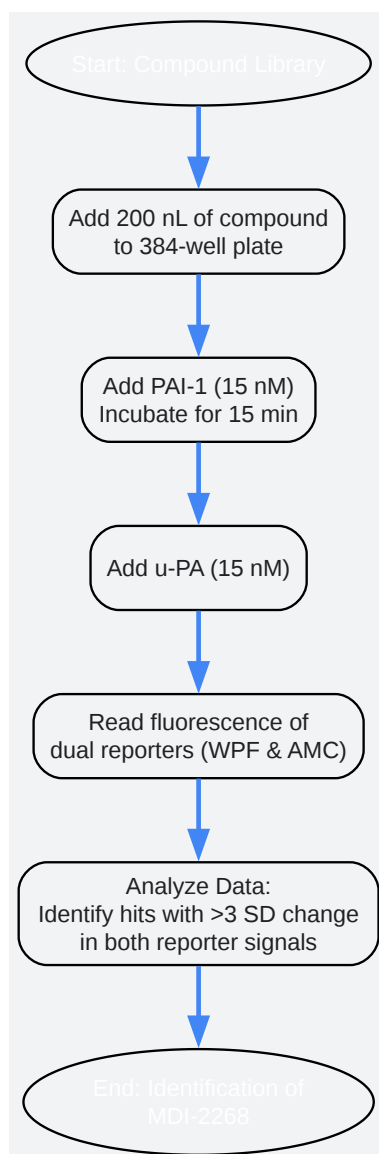 Start: Compound Library
Add 200 nL of compound
to 384-well plate
Add PAI-1 (15 nM)
Incubate for 15 min
Add u-PA (15 nM)
Read fluorescence of
dual reporters (WPF & AMC)
Analyze Data:
Identify hits with >3 SD change
in both reporter signals
End: Identification of
MDI-2268